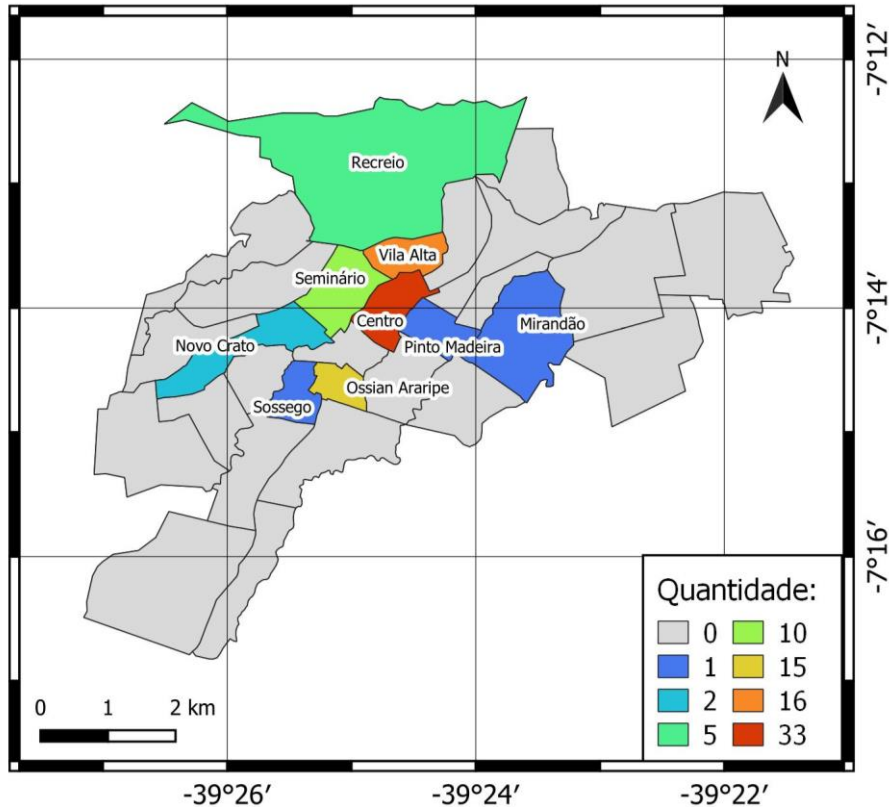 -7°12'
N
Recreio
Vila Alta
Seminário
-7°14'
Centro
Mirandão
Novo Crato
Pinto Madeira
Ossian Araripe
Sossego
-7°16'
Quantidade:
0 10
1 15
2 16
5 33
0 1 2 km
-39°26' -39°24' -39°22'